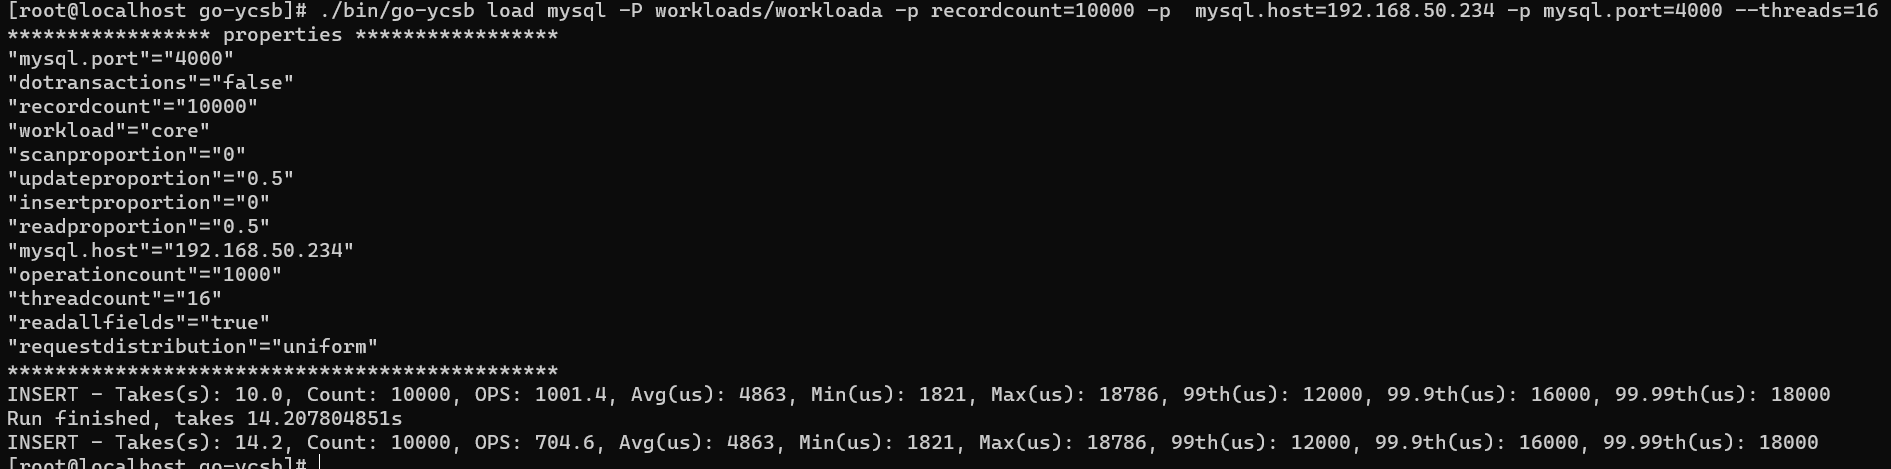 [root@localhost go-ycsb]# ./bin/go-ycsb load mysql -P workloads/workloada -p recordcount=10000 -p  mysql.host=192.168.50.234 -p mysql.port=4000 --threads=16
***************** properties *****************
"mysql.port"="4000"
"dotransactions"="false"
"recordcount"="10000"
"workload"="core"
"scanproportion"="0"
"updateproportion"="0.5"
"insertproportion"="0"
"readproportion"="0.5"
"mysql.host"="192.168.50.234"
"operationcount"="1000"
"threadcount"="16"
"readallfields"="true"
"requestdistribution"="uniform"
**********************************************
INSERT - Takes(s): 10.0, Count: 10000, OPS: 1001.4, Avg(us): 4863, Min(us): 1821, Max(us): 18786, 99th(us): 12000, 99.9th(us): 16000, 99.99th(us): 18000
Run finished, takes 14.207804851s
INSERT - Takes(s): 14.2, Count: 10000, OPS: 704.6, Avg(us): 4863, Min(us): 1821, Max(us): 18786, 99th(us): 12000, 99.9th(us): 16000, 99.99th(us): 18000
[root@localhost go-ycsb]#